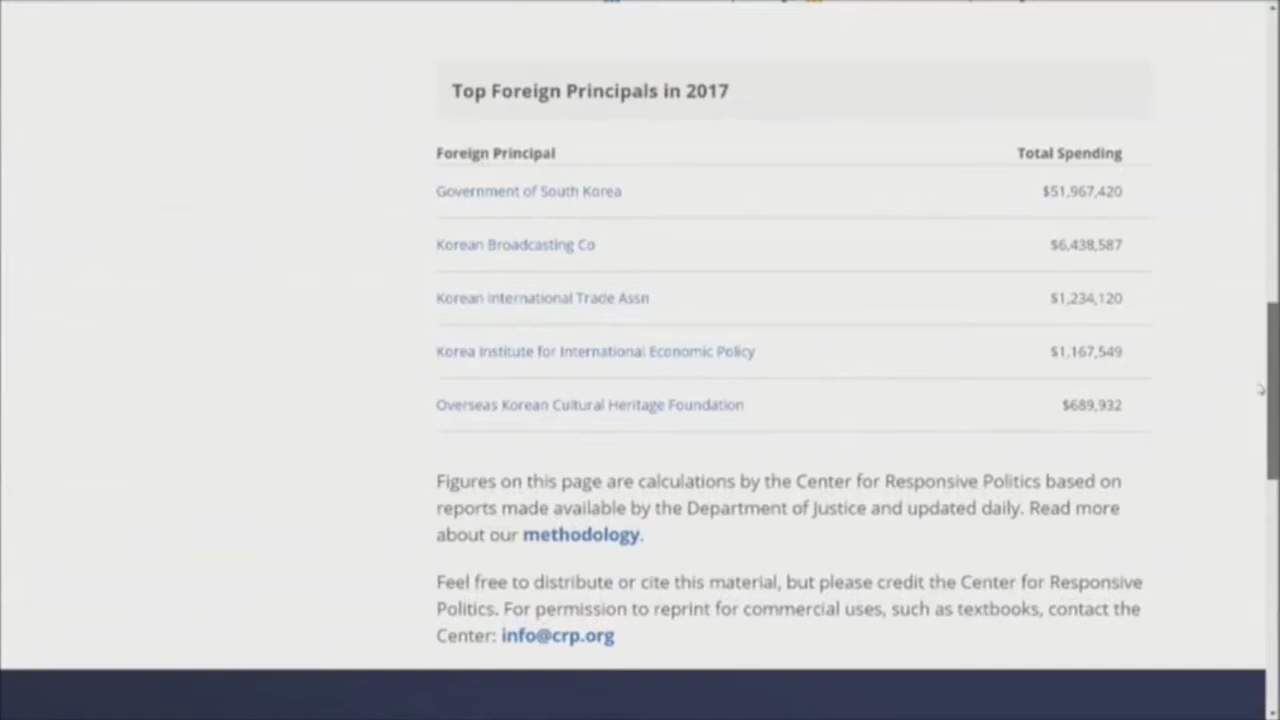 Top Foreign Principals in 2017
Foreign Principal Total Spending
Government of South Korea $51,967,420
Korean Broadcasting Co $6,438,587
Korean International Trade Assn $1,234,120
Korea Institute for International Economic Policy $1,167,549
Overseas Korean Cultural Heritage Foundation $689,932
Figures on this page are calculations by the Center for Responsive Politics based on
reports made available by the Department of Justice and updated daily. Read more
about our methodology.
Feel free to distribute or cite this material, but please credit the Center for Responsive
Politics. For permission to reprint for commercial uses, such as textbooks, contact the
Center: info@crp.org